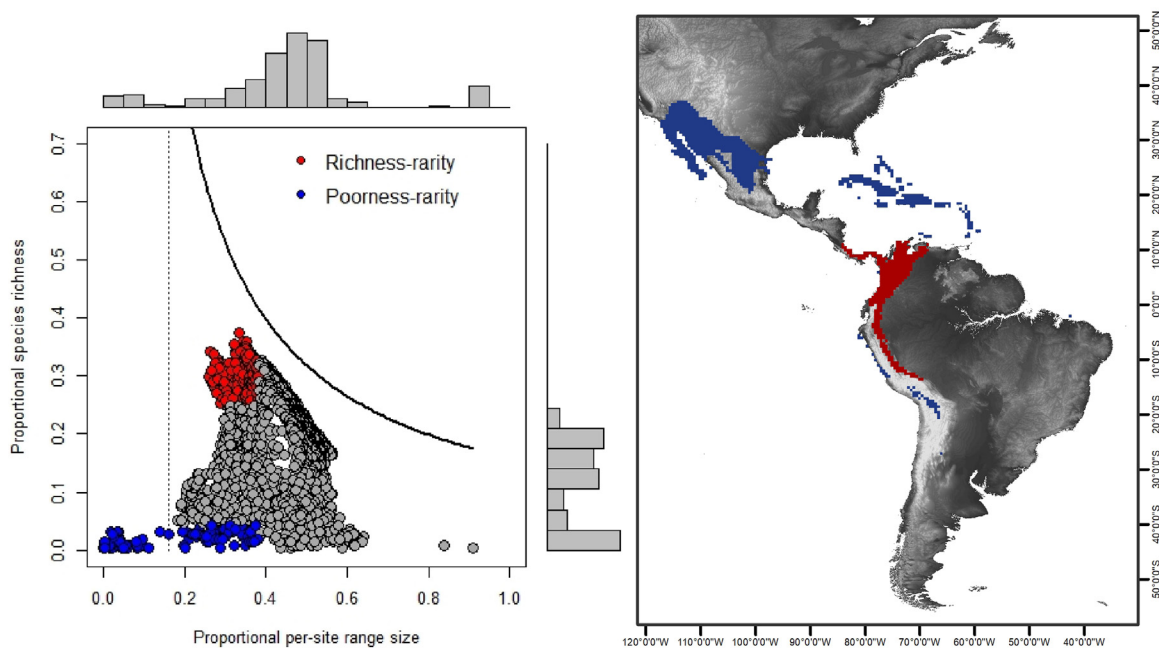 0.7
0.6
0.5
0.4
0.3
0.2
0.1
0.0
Proportional species richness
Richness-rarity
Poorness-rarity
0.0 0.2 0.4 0.6 0.8 1.0
Proportional per-site range size
50°0'0"N
40°0'0"N
30°0'0"N
20°0'0"N
10°0'0"N
0°0'0"
10°0'0"S
20°0'0"S
30°0'0"S
40°0'0"S
50°0'0"S
120°0'0"W 110°0'0"W 100°0'0"W 90°0'0"W 80°0'0"W 70°0'0"W 60°0'0"W 50°0'0"W 40°0'0"W